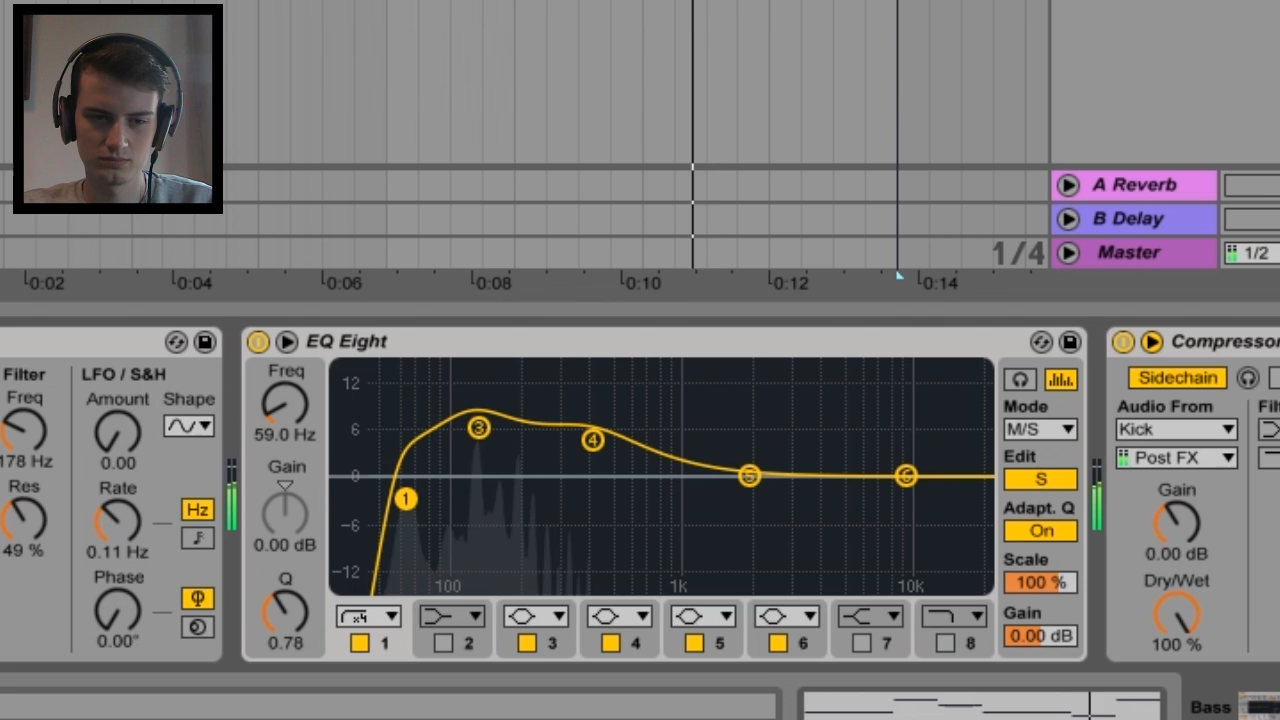 A Reverb
B Delay
1/4
Master
1/2
0:02
0:04
0:06
0:08
0:10
0:12
0:14
Filter
Freq
178 Hz
Res
49 %
LFO / S&H
Amount
0.00
Shape
Rate
0.11 Hz
Hz
Phase
0.00°
EQ Eight
Freq
59.0 Hz
Gain
0.00 dB
Q
0.78
12
6
0
-6
-12
100
1k
10k
1
3
4
5
6
x4
1
2
3
4
5
6
7
8
Mode
M/S
Edit
S
Adapt. Q
On
Scale
100 %
Gain
0.00 dB
Compressor
Sidechain
Audio From
Kick
Post FX
Gain
0.00 dB
Dry/Wet
100 %
Bass